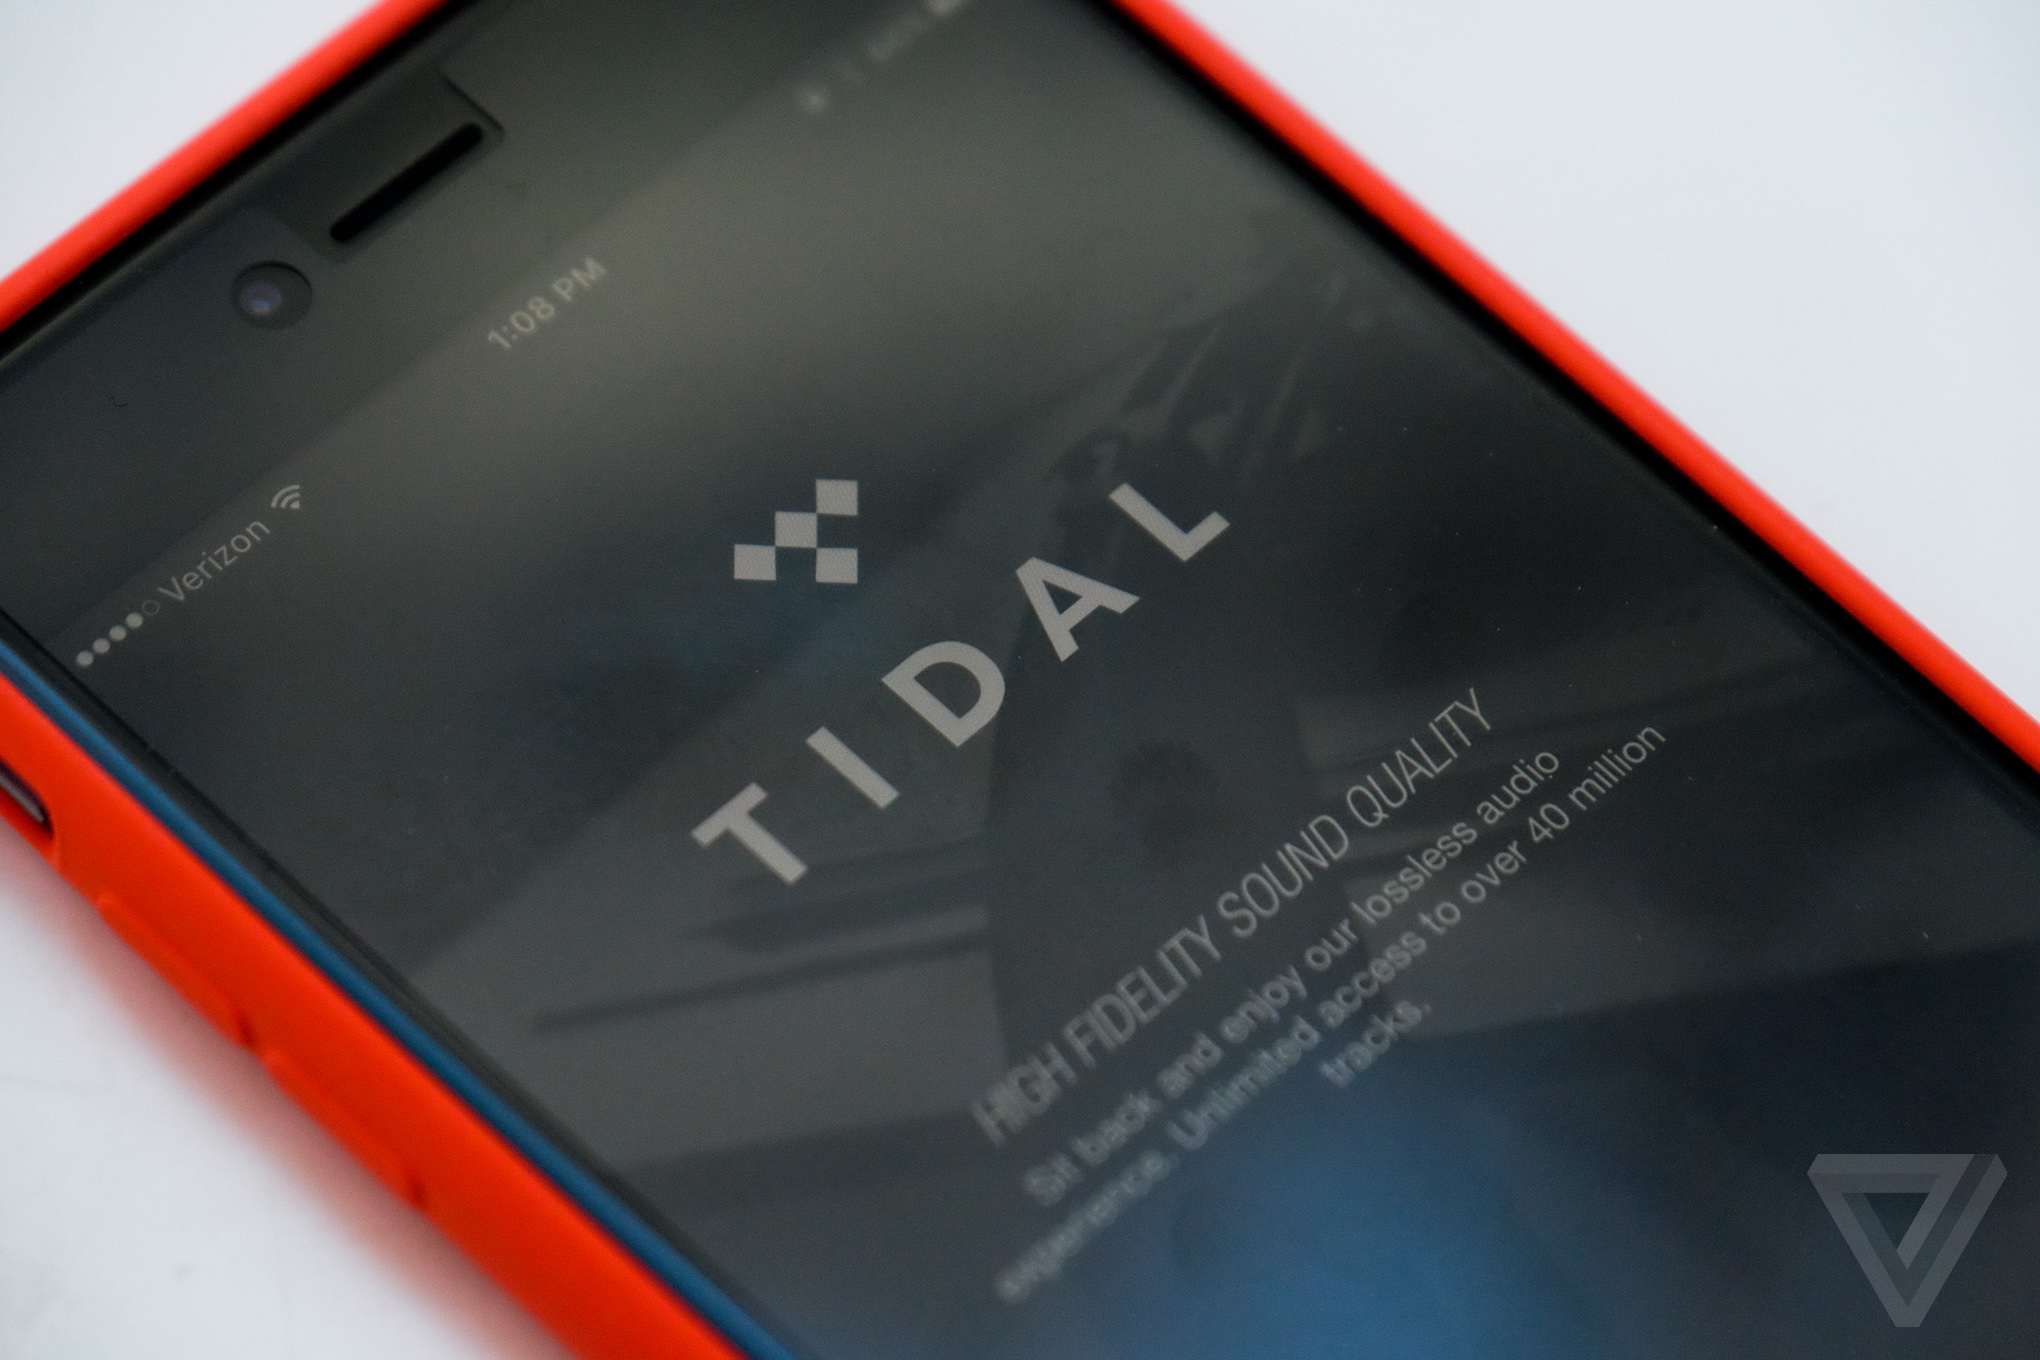 Verizon
1:08 PM
TIDAL
HIGH FIDELITY SOUND QUALITY
Sit back and enjoy our lossless audio
experience. Unlimited access to over 40 million
tracks.